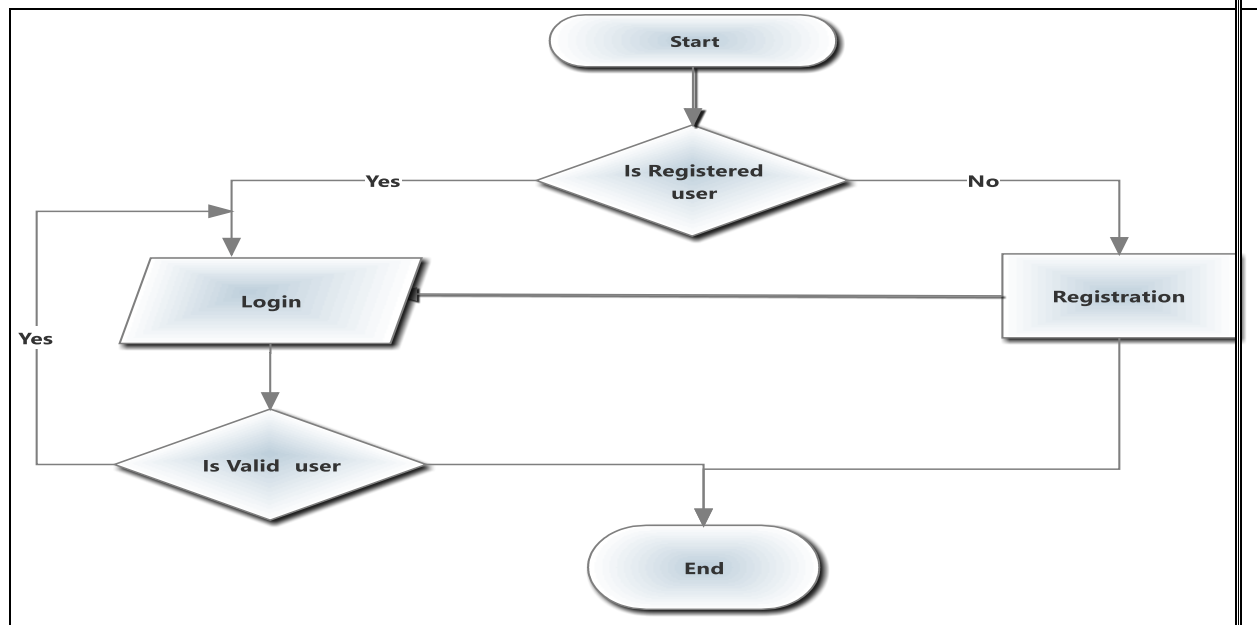 Start
Is Registered
user
Yes
No
Login
Registration
Yes
Is Valid  user
End